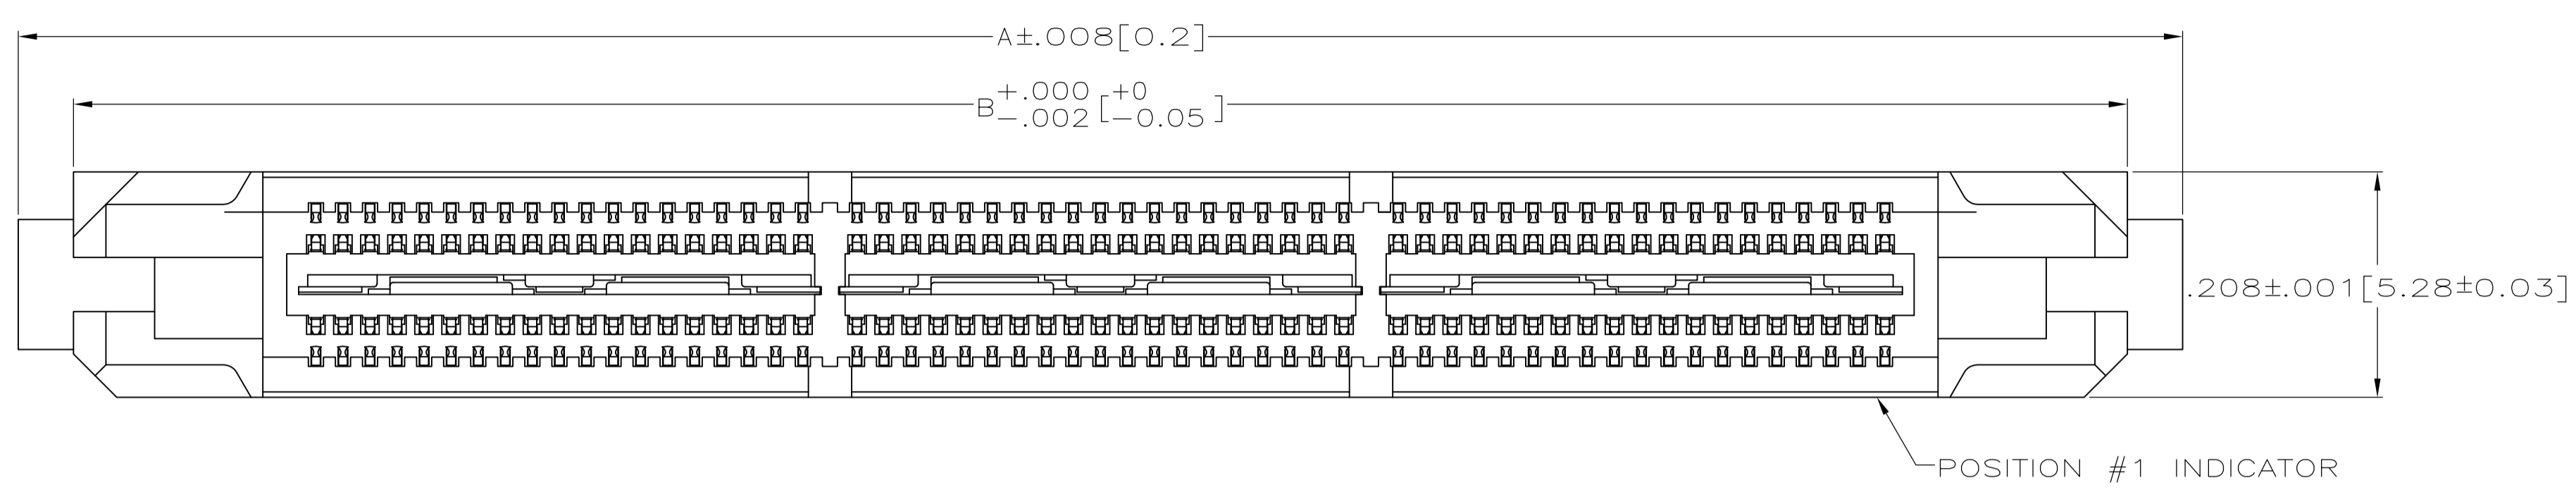 A±.008[0.2]
B+.000 -.002[+0 -0.05]
.208±.001[5.28±0.03]
POSITION #1 INDICATOR